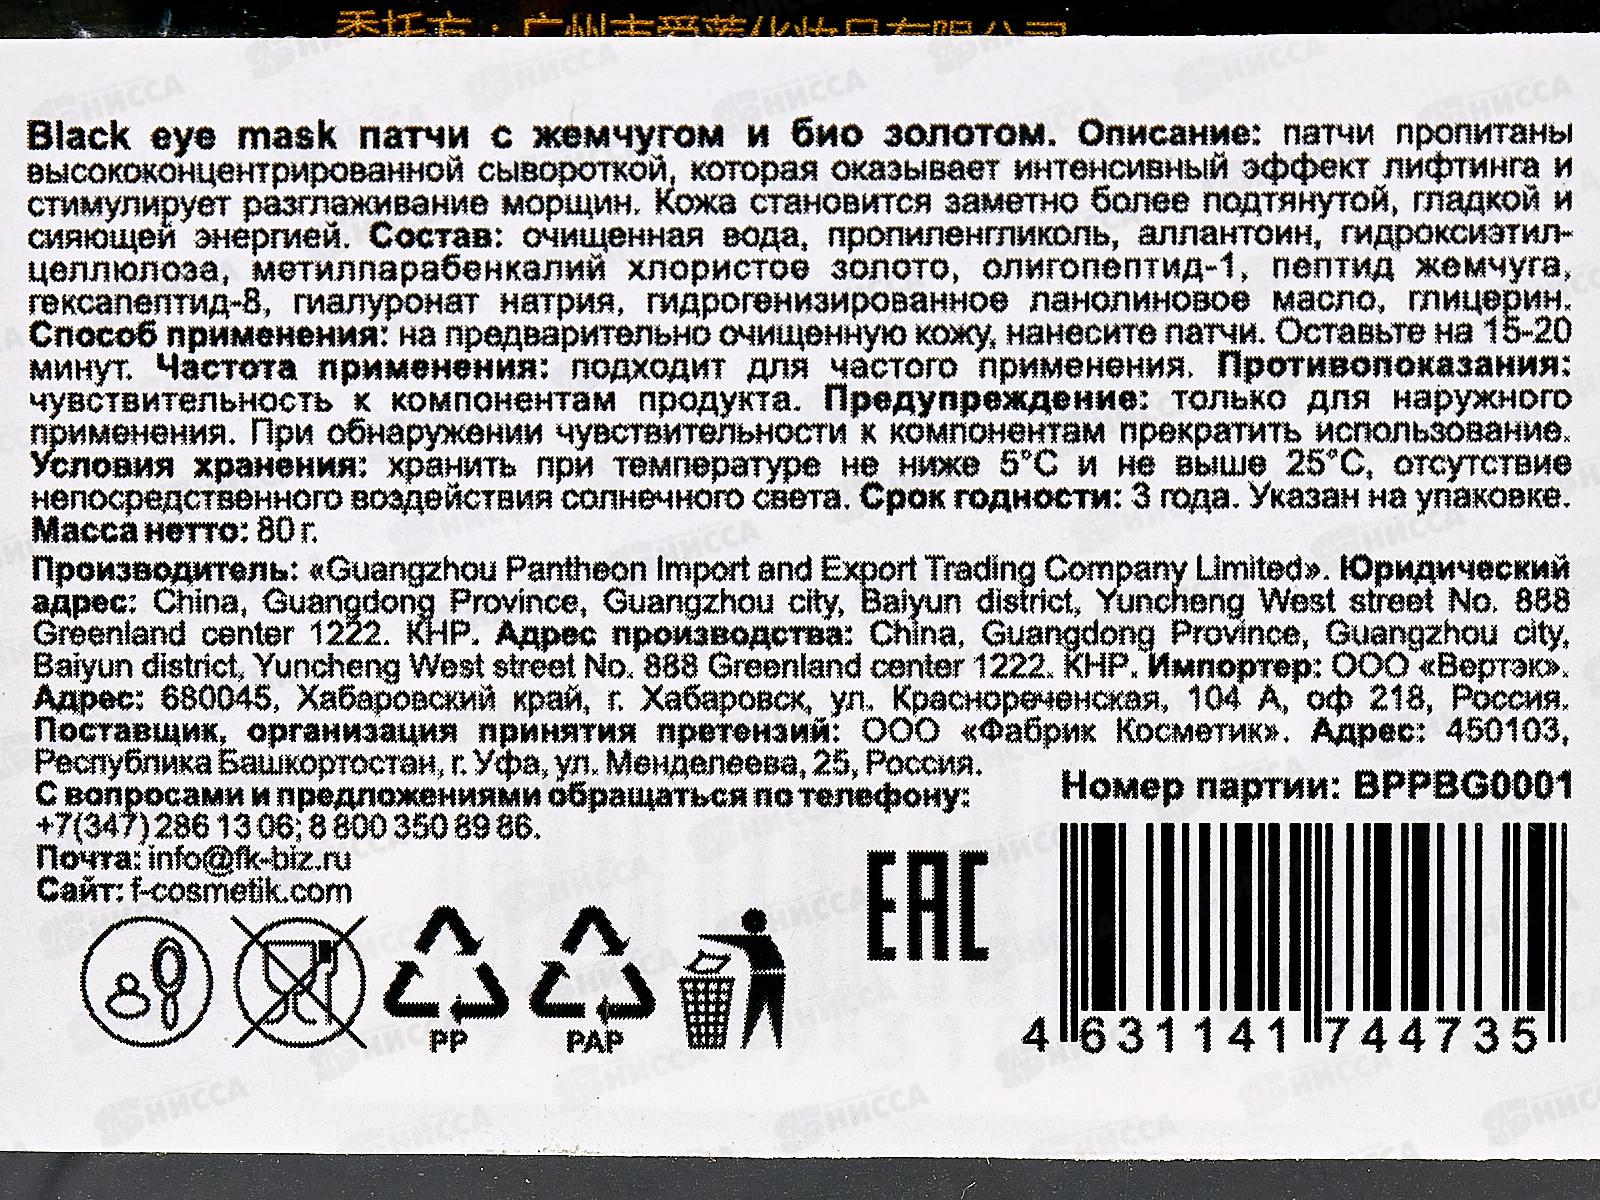 Black eye mask патчи с жемчугом и био золотом. Описание: патчи пропитаны
высококонцентрированной сывороткой, которая оказывает интенсивный эффект лифтинга и
стимулирует разглаживание морщин. Кожа становится заметно более подтянутой, гладкой и
сияющей энергией. Состав: очищенная вода, пропиленгликоль, аллантоин, гидроксиэтил-
целлюлоза, метилпарабенкалий хлористое золото, олигопептид-1, пептид жемчуга,
гексапептид-8, гиалуронат натрия, гидрогенизированное ланолиновое масло, глицерин.
Способ применения: на предварительно очищенную кожу, нанесите патчи. Оставьте на 15-20
минут. Частота применения: подходит для частого применения. Противопоказания:
чувствительность к компонентам продукта. Предупреждение: только для наружного
применения. При обнаружении чувствительности к компонентам прекратить использование.
Условия хранения: хранить при температуре не ниже 5°С и не выше 25°С, отсутствие
непосредственного воздействия солнечного света. Срок годности: 3 года. Указан на упаковке.
Масса нетто: 80 г.
Производитель: «Guangzhou Pantheon Import and Export Trading Company Limited». Юридический
адрес: China, Guangdong Province, Guangzhou city, Baiyun district, Yuncheng West street No. 888
Greenland center 1222. КНР. Адрес производства: China, Guangdong Province, Guangzhou city,
Baiyun district, Yuncheng West street No. 888 Greenland center 1222. КНР. Импортер: ООО «Вертэк».
Адрес: 680045, Хабаровский край, г. Хабаровск, ул. Краснореченская, 104 А, оф 218, Россия.
Поставщик, организация принятия претензий: ООО «Фабрик Косметик». Адрес: 450103,
Республика Башкортостан, г. Уфа, ул. Менделеева, 25, Россия.
С вопросами и предложениями обращаться по телефону:
+7(347) 286 13 06; 8 800 350 89 86.
Почта: info@fk-biz.ru
Сайт: f-cosmetik.com
Номер партии: BPPBG0001
EAC
PP
PAP
4 631141 744735